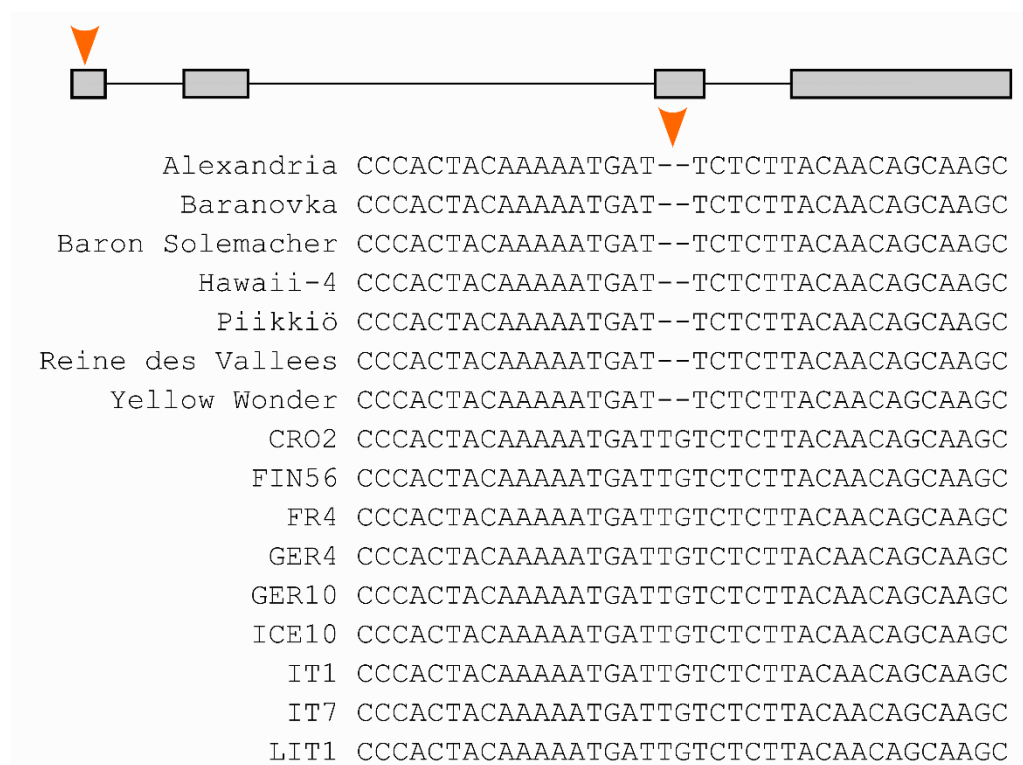 Alexandria CCCACTACAAAAATGAT--TCTCTTACAACAGCAAGC
Baranovka CCCACTACAAAAATGAT--TCTCTTACAACAGCAAGC
Baron Solemacher CCCACTACAAAAATGAT--TCTCTTACAACAGCAAGC
Hawaii-4 CCCACTACAAAAATGAT--TCTCTTACAACAGCAAGC
Piikkiö CCCACTACAAAAATGAT--TCTCTTACAACAGCAAGC
Reine des Vallees CCCACTACAAAAATGAT--TCTCTTACAACAGCAAGC
Yellow Wonder CCCACTACAAAAATGAT--TCTCTTACAACAGCAAGC
CRO2 CCCACTACAAAAATGATTGTCTCTTACAACAGCAAGC
FIN56 CCCACTACAAAAATGATTGTCTCTTACAACAGCAAGC
FR4 CCCACTACAAAAATGATTGTCTCTTACAACAGCAAGC
GER4 CCCACTACAAAAATGATTGTCTCTTACAACAGCAAGC
GER10 CCCACTACAAAAATGATTGTCTCTTACAACAGCAAGC
ICE10 CCCACTACAAAAATGATTGTCTCTTACAACAGCAAGC
IT1 CCCACTACAAAAATGATTGTCTCTTACAACAGCAAGC
IT7 CCCACTACAAAAATGATTGTCTCTTACAACAGCAAGC
LIT1 CCCACTACAAAAATGATTGTCTCTTACAACAGCAAGC